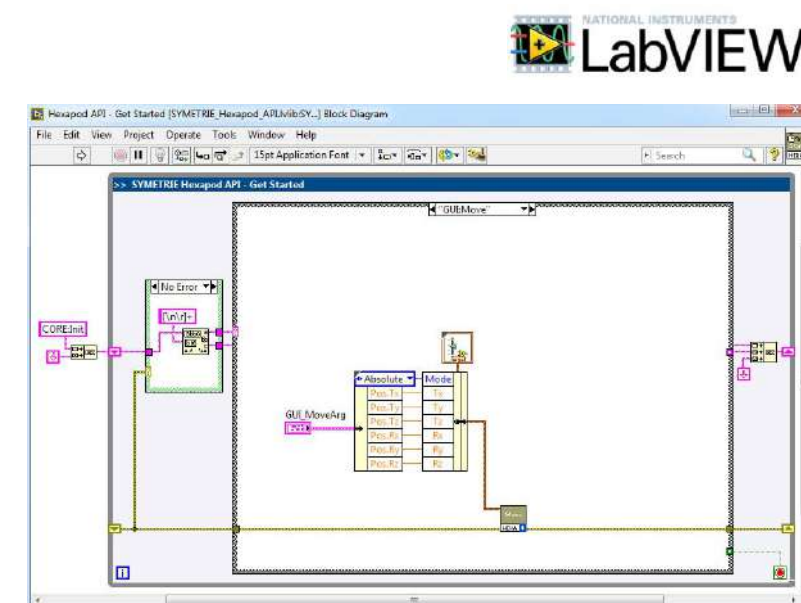 NATIONAL INSTRUMENTS
LabVIEW
Hexapod API - Get Started [SYMETRIE_Hexapod_API.lvlib:SY...] Block Diagram
File Edit View Project Operate Tools Window Help
15pt Application Font
Search
>> SYMETRIE Hexapod API - Get Started
"GUI:Move"
No Error
[\n\r]+
CORE:Init
Absolute Mode
Pos.Tx Tx
Pos.Ty Ty
GUI_MoveArg
Pos.Tz Tz
Pos.Rx Rx
Pos.Ry Ry
Pos.Rz Rz
i